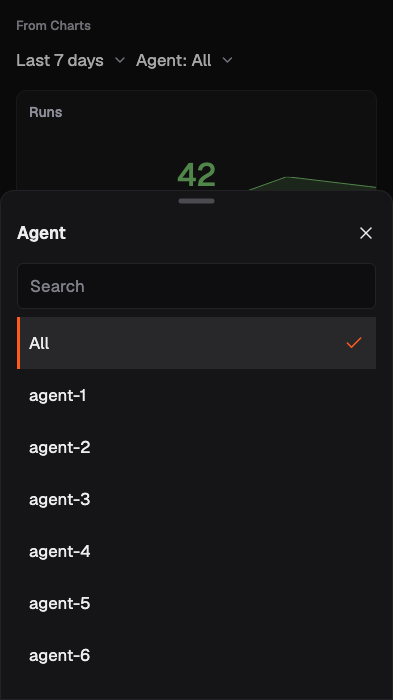 From Charts
Last 7 days Agent: All
Runs
42
Agent
Search
All
agent-1
agent-2
agent-3
agent-4
agent-5
agent-6